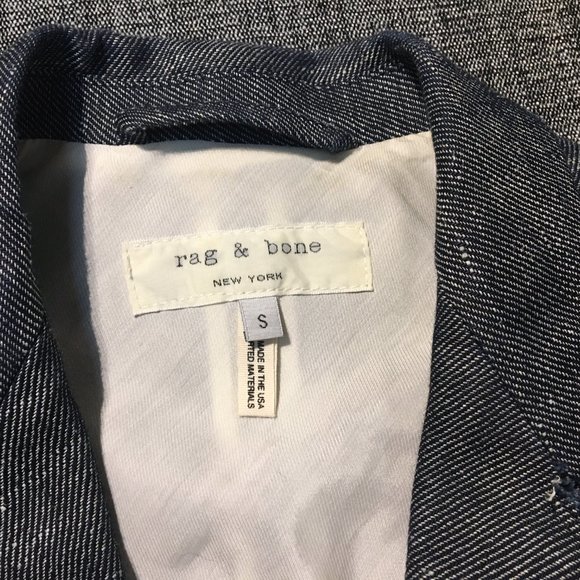 rag & bone
NEW YORK
S
MADE IN THE USA
RTED MATERIALS